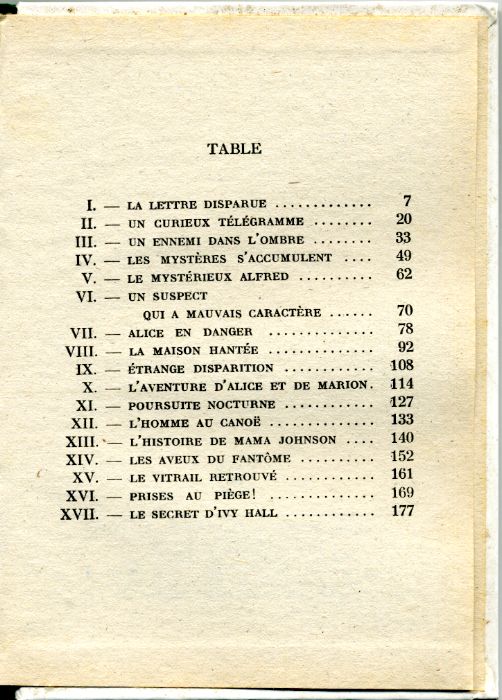 TABLE
I. — LA LETTRE DISPARUE ............. 7
II. — UN CURIEUX TÉLÉGRAMME ........ 20
III. — UN ENNEMI DANS L'OMBRE ........ 33
IV. — LES MYSTÈRES S'ACCUMULENT .... 49
V. — LE MYSTÉRIEUX ALFRED .......... 62
VI. — UN SUSPECT
QUI A MAUVAIS CARACTÈRE ...... 70
VII. — ALICE EN DANGER .............. 78
VIII. — LA MAISON HANTÉE ............. 92
IX. — ÉTRANGE DISPARITION .......... 108
X. — L'AVENTURE D'ALICE ET DE MARION. 114
XI. — POURSUITE NOCTURNE ............ 127
XII. — L'HOMME AU CANOË ............. 133
XIII. — L'HISTOIRE DE MAMA JOHNSON .... 140
XIV. — LES AVEUX DU FANTÔME .......... 152
XV. — LE VITRAIL RETROUVÉ .......... 161
XVI. — PRISES AU PIÈGE! .............. 169
XVII. — LE SECRET D'IVY HALL ............ 177